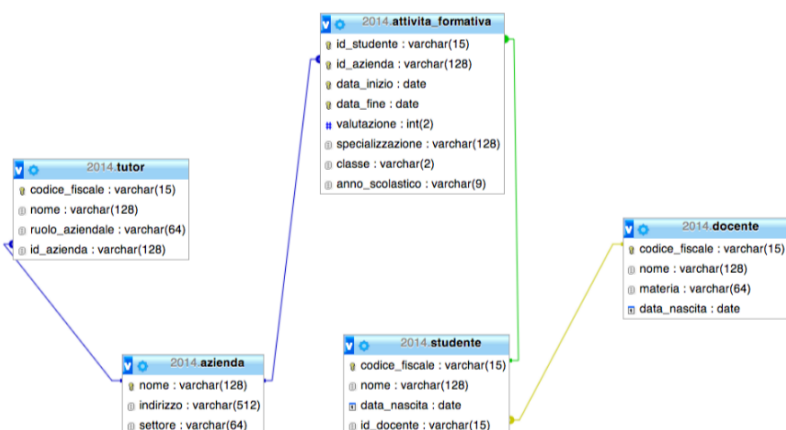 2014.attivita_formativa
id_studente : varchar(15)
id_azienda : varchar(128)
data_inizio : date
data_fine : date
valutazione : int(2)
specializzazione : varchar(128)
classe : varchar(2)
anno_scolastico : varchar(9)
2014.tutor
codice_fiscale : varchar(15)
nome : varchar(128)
ruolo_aziendale : varchar(64)
id_azienda : varchar(128)
2014.docente
codice_fiscale : varchar(15)
nome : varchar(128)
materia : varchar(64)
data_nascita : date
2014.azienda
nome : varchar(128)
indirizzo : varchar(512)
settore : varchar(64)
2014.studente
codice_fiscale : varchar(15)
nome : varchar(128)
data_nascita : date
id_docente : varchar(15)